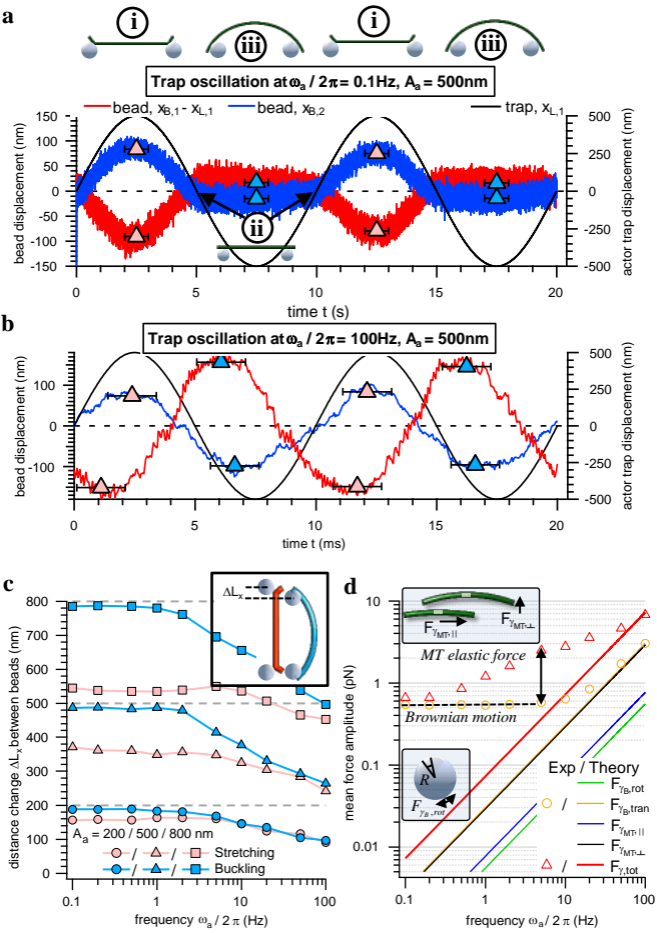 a
i
iii
i
iii
Trap oscillation at ω_a / 2π = 0.1Hz, A_a = 500nm
bead, x_B,1 - x_L,1
bead, x_B,2
trap, x_L,1
150
100
50
0
-50
-100
-150
bead displacement (nm)
500
250
0
-250
-500
actor trap displacement (nm)
ii
0
5
10
15
20
time t (s)
b
Trap oscillation at ω_a / 2π = 100Hz, A_a = 500nm
100
0
-100
bead displacement (nm)
500
250
0
-250
-500
actor trap displacement (nm)
0
5
10
15
20
time t (ms)
c
800
700
600
500
400
300
200
100
0
distance change ΔL_x between beads (nm)
ΔL_x
A_a = 200 / 500 / 800 nm
/ / Stretching
/ / Buckling
0.1
1
10
100
frequency ω_a / 2π (Hz)
d
10
1
0.1
0.01
mean force amplitude (pN)
F_γMT,||
F_γMT,⊥
MT elastic force
Brownian motion
R
F_γB,rot
Exp / Theory
F_γB,rot
/ F_γB,tran
F_γMT,||
F_γMT,⊥
/ F_γ,tot
0.1
1
10
100
frequency ω_a / 2π (Hz)